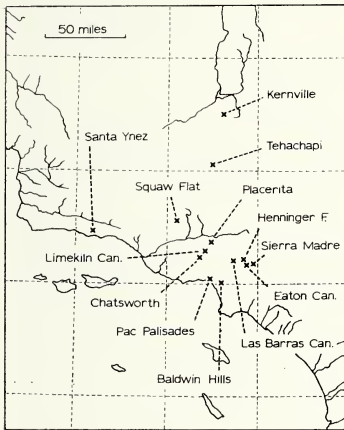 50 miles
Kernville
Santa Ynez
Tehachapi
Squaw Flat
Placerita
Henninger F.
Limekiln Can.
Sierra Madre
Chatsworth
Eaton Can.
Pac Palisades
Las Barras Can.
Baldwin Hills